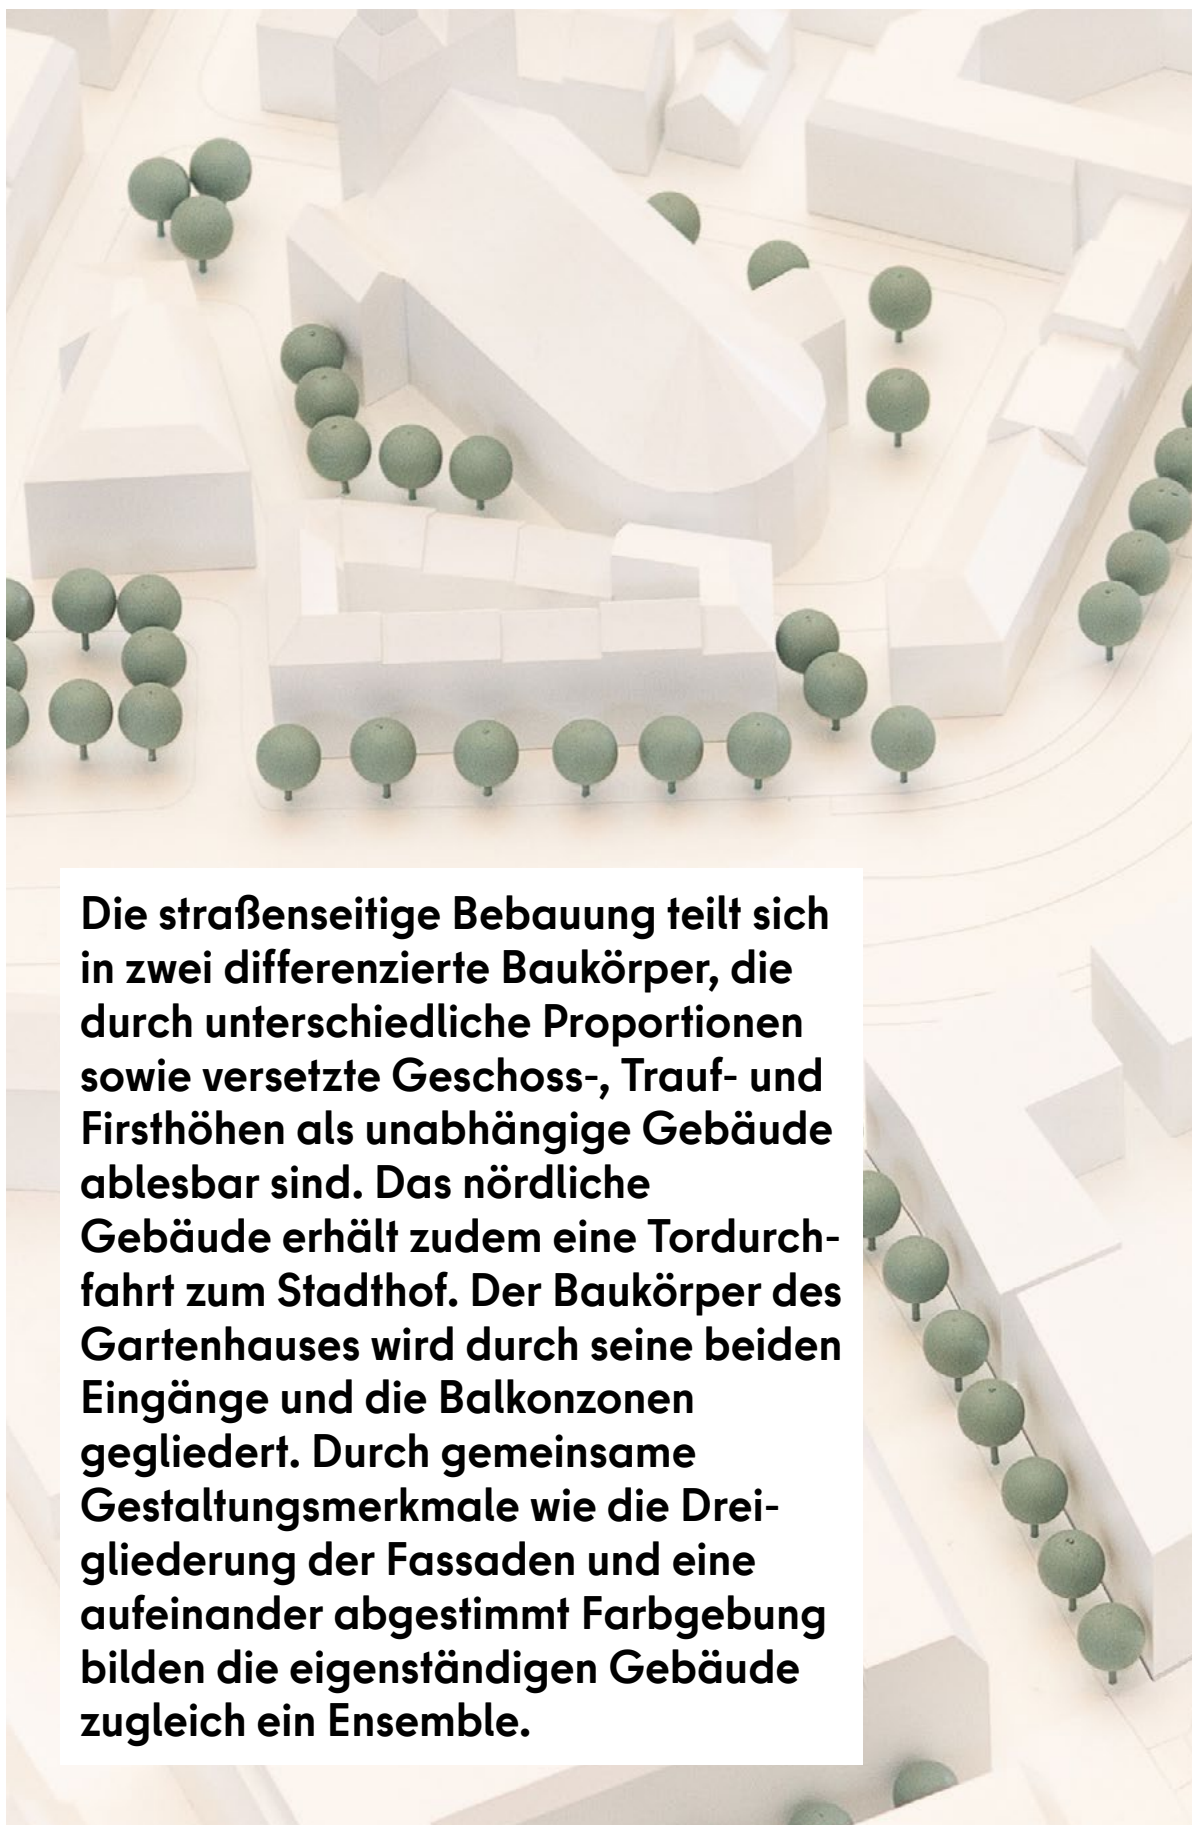 Die straßenseitige Bebauung teilt sich
in zwei differenzierte Baukörper, die
durch unterschiedliche Proportionen
sowie versetzte Geschoss-, Trauf- und
Firsthöhen als unabhängige Gebäude
ablesbar sind. Das nördliche
Gebäude erhält zudem eine Tordurch-
fahrt zum Stadthof. Der Baukörper des
Gartenhauses wird durch seine beiden
Eingänge und die Balkonzonen
gegliedert. Durch gemeinsame
Gestaltungsmerkmale wie die Drei-
gliederung der Fassaden und eine
aufeinander abgestimmt Farbgebung
bilden die eigenständigen Gebäude
zugleich ein Ensemble.